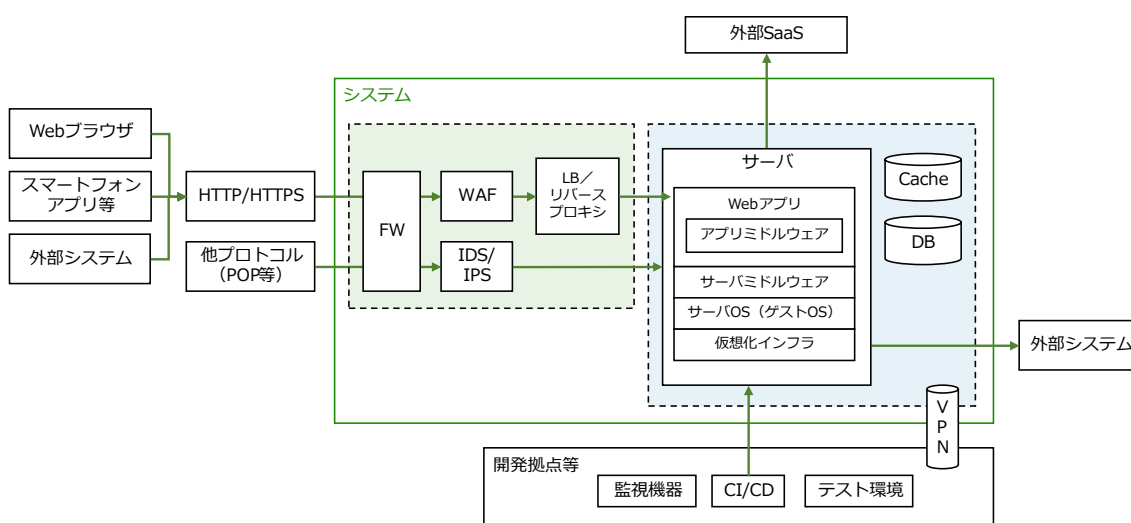 外部SaaS
システム
Webブラウザ
スマートフォン
アプリ等
外部システム
HTTP/HTTPS
他プロトコル
（POP等）
FW
WAF
LB／
リバース
プロキシ
IDS/
IPS
サーバ
Webアプリ
アプリミドルウェア
サーバミドルウェア
サーバOS（ゲストOS）
仮想化インフラ
Cache
DB
外部システム
VPN
開発拠点等
監視機器
CI/CD
テスト環境